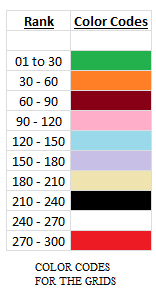 Rank Color Codes
01 to 30
30 - 60
60 - 90
90 - 120
120 - 150
150 - 180
180 - 210
210 - 240
240 - 270
270 - 300
COLOR CODES
FOR THE GRIDS